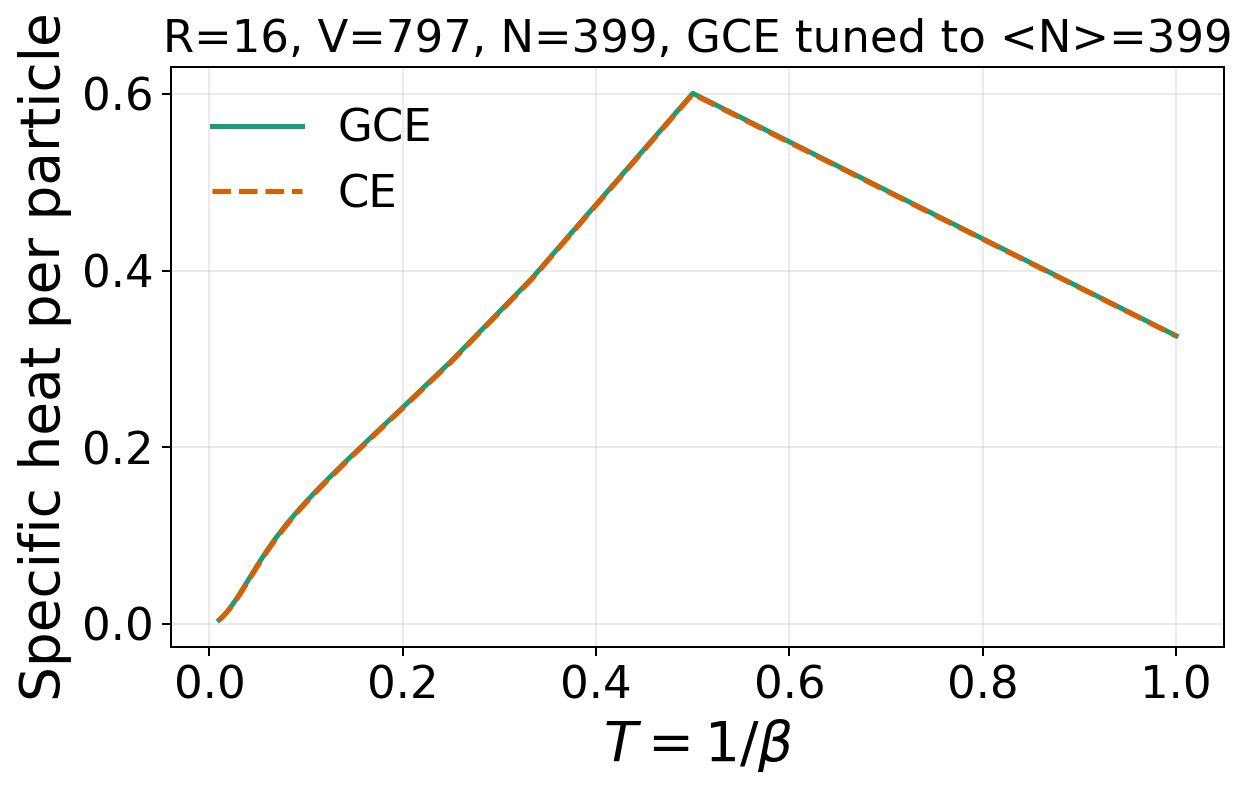 R=16, V=797, N=399, GCE tuned to <N>=399
Specific heat per particle
0.6
0.4
0.2
0.0
GCE
CE
0.0 0.2 0.4 0.6 0.8 1.0
T = 1/β